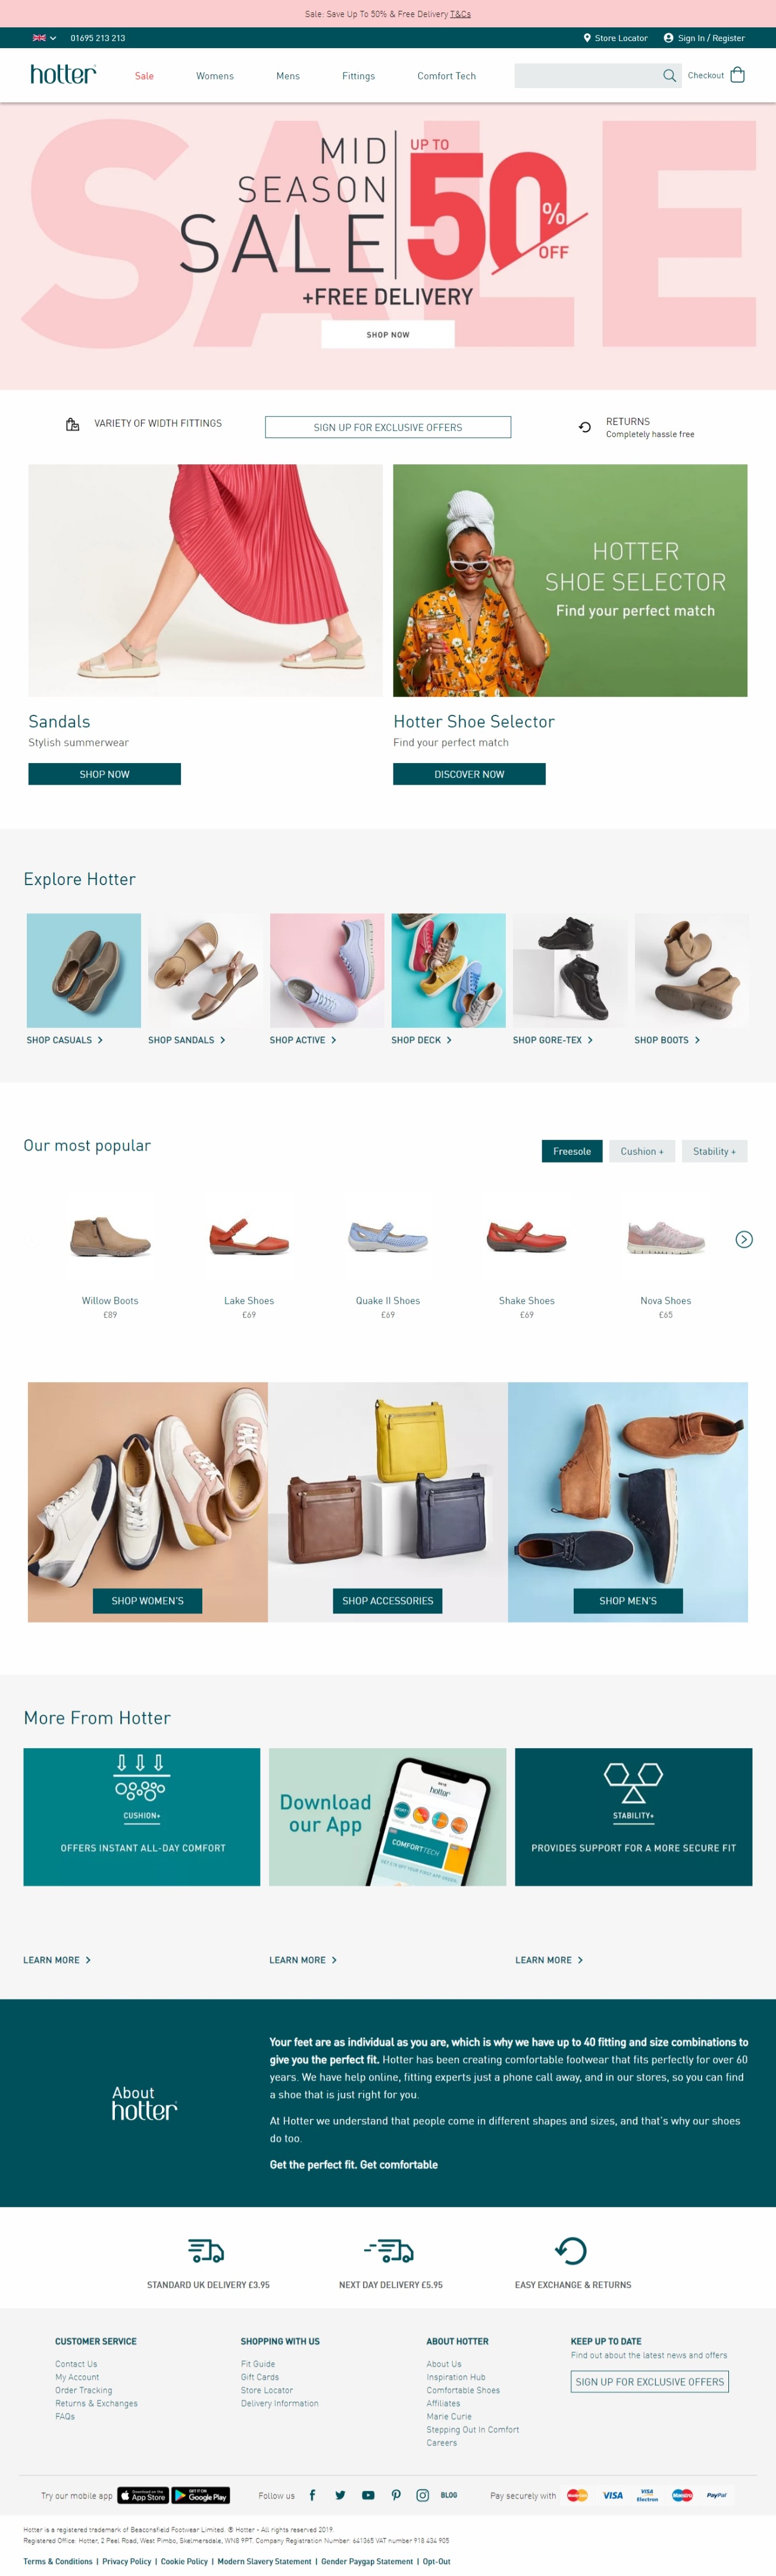 Sale: Save Up To 50% & Free Delivery T&Cs
01695 213 213
Store Locator
Sign In / Register
hotter
Sale
Womens
Mens
Fittings
Comfort Tech
Checkout
SALE
MID
SEASON
SALE
UP TO
50%
OFF
+FREE DELIVERY
SHOP NOW
VARIETY OF WIDTH FITTINGS
SIGN UP FOR EXCLUSIVE OFFERS
RETURNS
Completely hassle free
HOTTER
SHOE SELECTOR
Find your perfect match
Sandals
Stylish summerwear
SHOP NOW
Hotter Shoe Selector
Find your perfect match
DISCOVER NOW
Explore Hotter
SHOP CASUALS
SHOP SANDALS
SHOP ACTIVE
SHOP DECK
SHOP GORE-TEX
SHOP BOOTS
Our most popular
Freesole
Cushion +
Stability +
Willow Boots
£89
Lake Shoes
£69
Quake II Shoes
£69
Shake Shoes
£69
Nova Shoes
£65
SHOP WOMEN'S
SHOP ACCESSORIES
SHOP MEN'S
More From Hotter
CUSHION+
OFFERS INSTANT ALL-DAY COMFORT
Download
our App
hotter
COMFORTTECH
STABILITY+
PROVIDES SUPPORT FOR A MORE SECURE FIT
LEARN MORE
LEARN MORE
LEARN MORE
About
hotter
Your feet are as individual as you are, which is why we have up to 40 fitting and size combinations to
give you the perfect fit. Hotter has been creating comfortable footwear that fits perfectly for over 60
years. We have help online, fitting experts just a phone call away, and in our stores, so you can find
a shoe that is just right for you.
At Hotter we understand that people come in different shapes and sizes, and that's why our shoes
do too.
Get the perfect fit. Get comfortable
STANDARD UK DELIVERY £3.95
NEXT DAY DELIVERY £5.95
EASY EXCHANGE & RETURNS
CUSTOMER SERVICE
Contact Us
My Account
Order Tracking
Returns & Exchanges
FAQs
SHOPPING WITH US
Fit Guide
Gift Cards
Store Locator
Delivery Information
ABOUT HOTTER
About Us
Inspiration Hub
Comfortable Shoes
Affiliates
Marie Curie
Stepping Out In Comfort
Careers
KEEP UP TO DATE
Find out about the latest news and offers
SIGN UP FOR EXCLUSIVE OFFERS
Try our mobile app
Download on the
App Store
GET IT ON
Google Play
Follow us
BLOG
Pay securely with
MasterCard
VISA
VISA
Electron
Maestro
PayPal
Hotter is a registered trademark of Beaconsfield Footwear Limited. © Hotter - All rights reserved 2019.
Registered Office: Hotter, 2 Peel Road, West Pimbo, Skelmersdale, WN8 9PT. Company Registration Number: 641365 VAT number 918 434 905
Terms & Conditions | Privacy Policy | Cookie Policy | Modern Slavery Statement | Gender Paygap Statement | Opt-Out